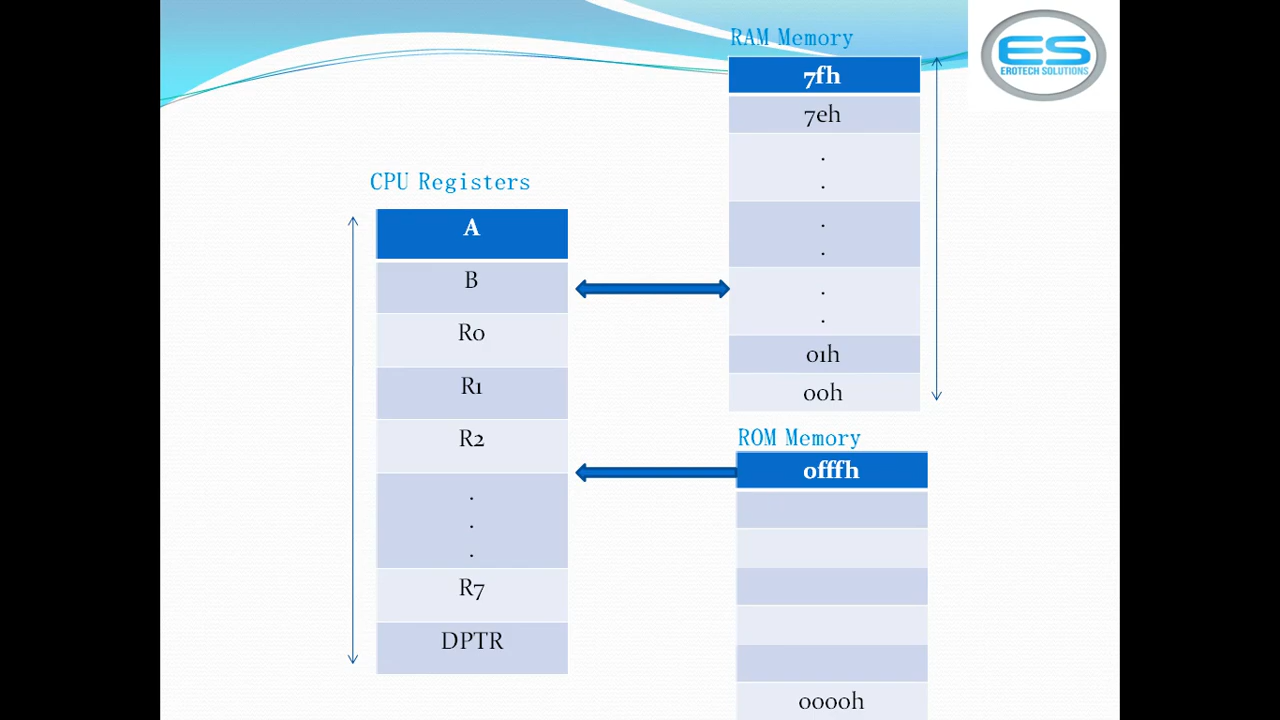 RAM Memory
ES
EROTECH SOLUTIONS
7fh
7eh
.
.
.
.
.
.
01h
00h
CPU Registers
A
B
R0
R1
R2
.
.
.
R7
DPTR
ROM Memory
0fffh
0000h